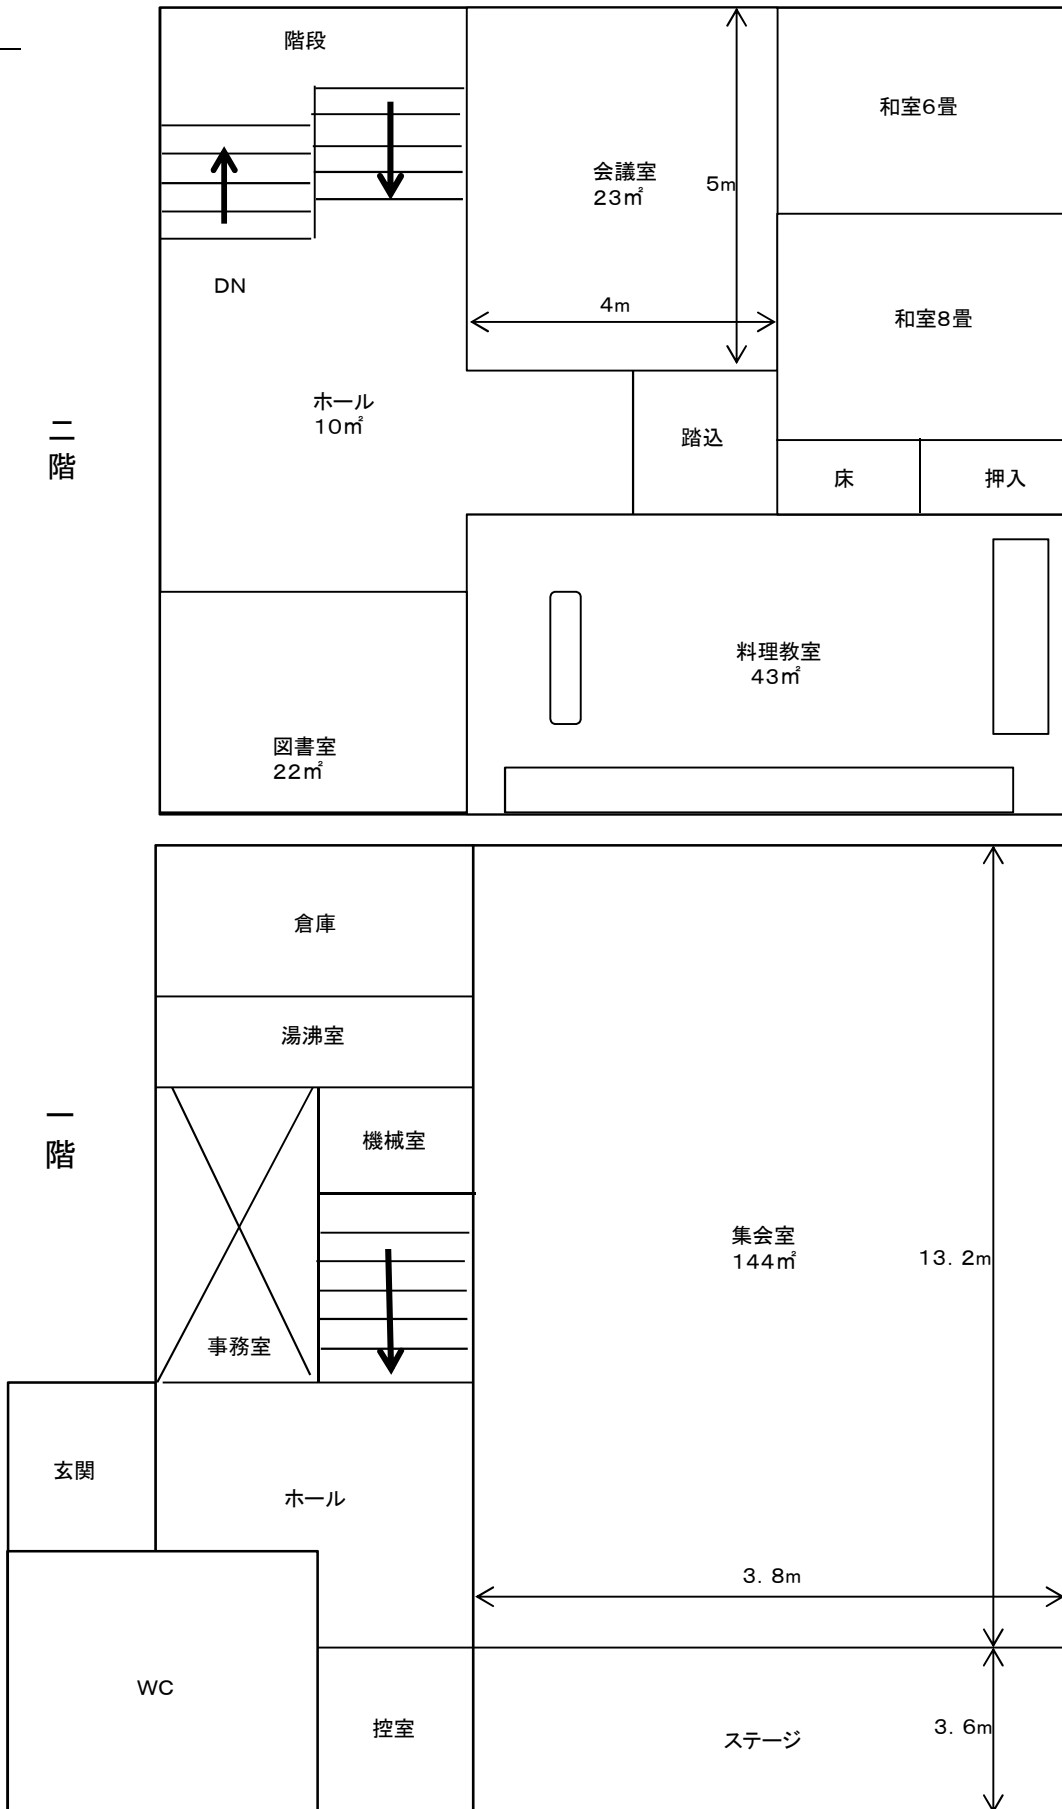 階段
和室6畳
会議室
23㎡
5m
4m
和室8畳
DN
ホール
10㎡
踏込
床
押入
二階
料理教室
43㎡
図書室
22㎡
倉庫
湯沸室
一階
機械室
集会室
144㎡
13．2m
事務室
玄関
ホール
3．8m
WC
控室
ステージ
3．6m